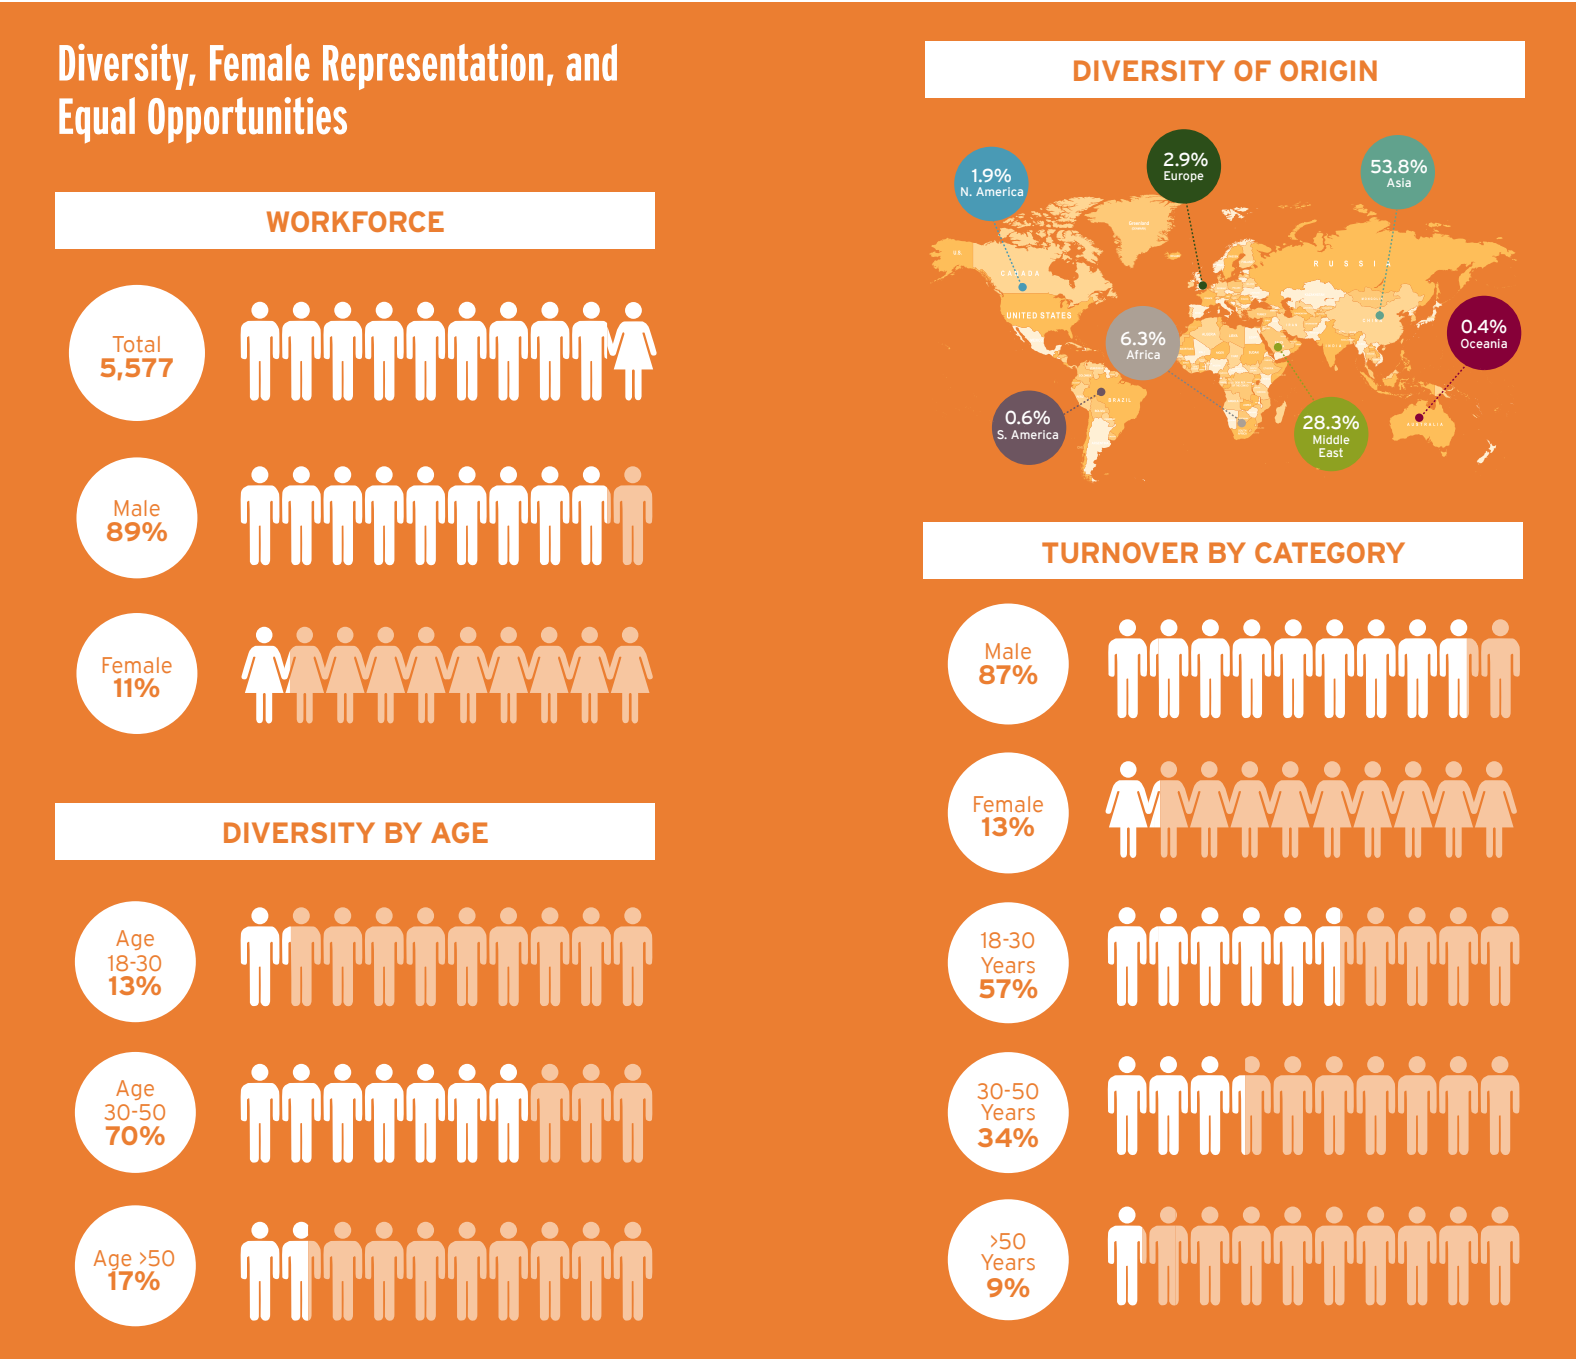 Diversity, Female Representation, and
Equal Opportunities
WORKFORCE
Total
5,577
Male
89%
Female
11%
DIVERSITY BY AGE
Age
18-30
13%
Age
30-50
70%
Age >50
17%
DIVERSITY OF ORIGIN
1.9%
N. America
2.9%
Europe
53.8%
Asia
6.3%
Africa
0.4%
Oceania
0.6%
S. America
28.3%
Middle
East
US
CANADA
UNITED STATES
BRAZIL
RUSSIA
CHINA
INDIA
AUSTRALIA
TURNOVER BY CATEGORY
Male
87%
Female
13%
18-30
Years
57%
30-50
Years
34%
>50
Years
9%